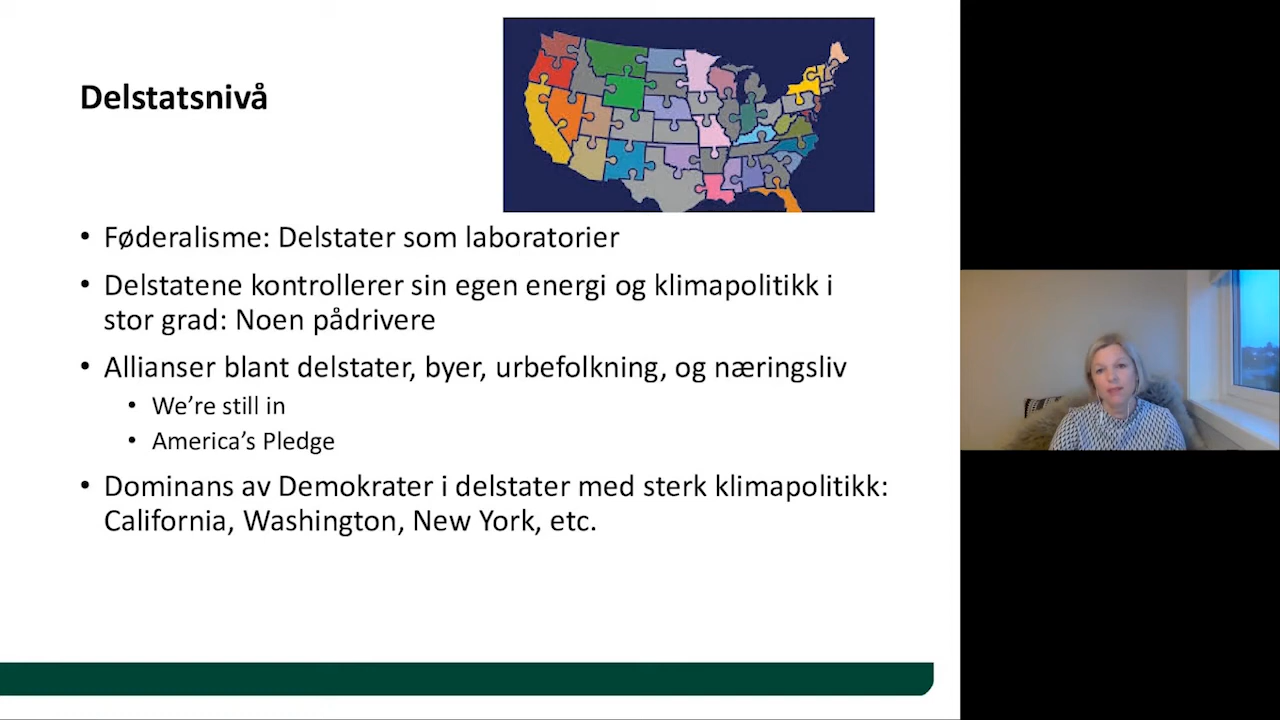 Delstatsnivå
• Føderalisme: Delstater som laboratorier
• Delstatene kontrollerer sin egen energi og klimapolitikk i
stor grad: Noen pådrivere
• Allianser blant delstater, byer, urbefolkning, og næringsliv
• We’re still in
• America’s Pledge
• Dominans av Demokrater i delstater med sterk klimapolitikk:
California, Washington, New York, etc.